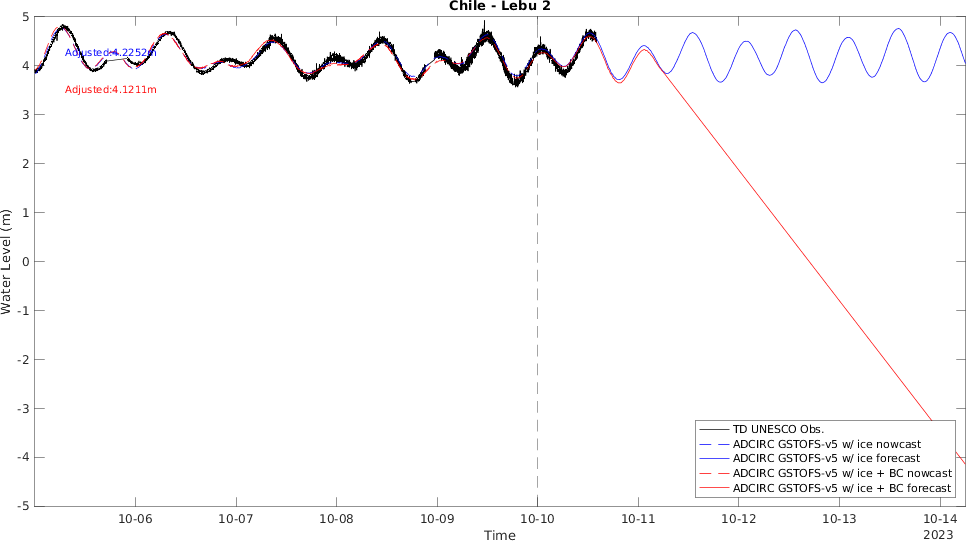 Chile - Lebu 2
5
4
3
2
1
0
-1
-2
-3
-4
-5
Water Level (m)
Adjusted:4.2252m
Adjusted:4.1211m
TD UNESCO Obs.
ADCIRC GSTOFS-v5 w/ ice nowcast
ADCIRC GSTOFS-v5 w/ ice forecast
ADCIRC GSTOFS-v5 w/ ice + BC nowcast
ADCIRC GSTOFS-v5 w/ ice + BC forecast
10-06 10-07 10-08 10-09 10-10 10-11 10-12 10-13 10-14
Time
2023